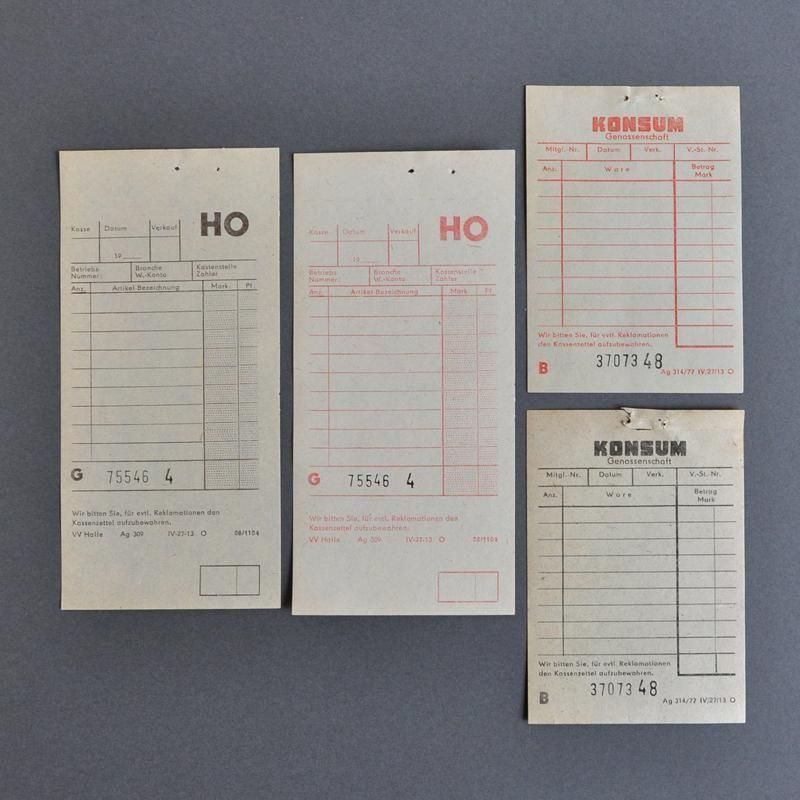 HO
Kasse Datum Verkauf
19
Betriebs Nummer: Branche W.-Konto Kostenstelle Zähler
Anz. Artikel-Bezeichnung Mark Pf.
G 75546 4
Wir bitten Sie, für evtl. Reklamationen den
Kassenzettel aufzubewahren.
VV Halle Ag 309 IV-27-13 O 08/1104
HO
Kasse Datum Verkauf
19
Betriebs Nummer: Branche W.-Konto Kostenstelle Zähler
Anz. Artikel-Bezeichnung Mark Pf.
G 75546 4
Wir bitten Sie, für evtl. Reklamationen den
Kassenzettel aufzubewahren.
VV Halle Ag 309 IV-27-13 O 08/1104
KONSUM
Genossenschaft
Mitgl.-Nr. Datum Verk. V.-St.-Nr.
Anz. Ware Betrag
Mark
Wir bitten Sie, für evtl. Reklamationen
den Kassenzettel aufzubewahren.
B 37073 48 Ag 314/77 IV/27/13 O
KONSUM
Genossenschaft
Mitgl.-Nr. Datum Verk. V.-St.-Nr.
Anz. Ware Betrag
Mark
Wir bitten Sie, für evtl. Reklamationen
den Kassenzettel aufzubewahren.
B 37073 48 Ag 314/77 IV/27/13 O